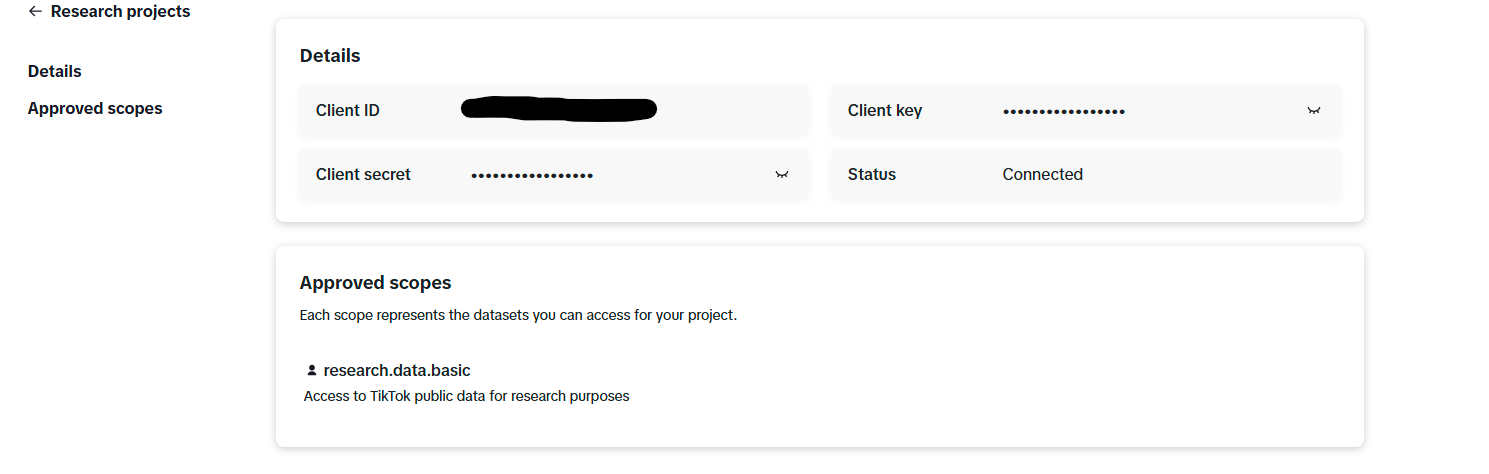 Research projects
Details
Approved scopes
Details
Client ID
Client key •••••••••••••••••
Client secret •••••••••••••••••
Status Connected
Approved scopes
Each scope represents the datasets you can access for your project.
research.data.basic
Access to TikTok public data for research purposes